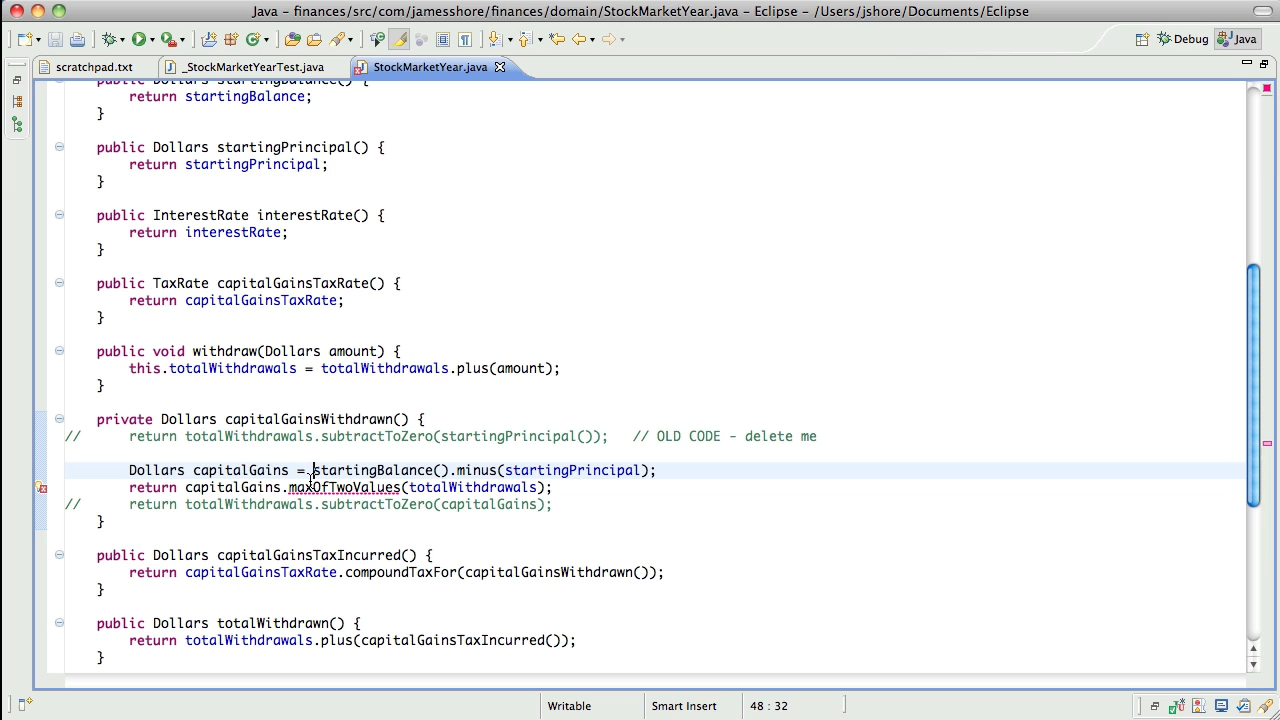 Java - finances/src/com/jamesshore/finances/domain/StockMarketYear.java - Eclipse - /Users/jshore/Documents/Eclipse
Debug Java
scratchpad.txt _StockMarketYearTest.java StockMarketYear.java
public Dollars startingBalance() {
return startingBalance;
}
public Dollars startingPrincipal() {
return startingPrincipal;
}
public InterestRate interestRate() {
return interestRate;
}
public TaxRate capitalGainsTaxRate() {
return capitalGainsTaxRate;
}
public void withdraw(Dollars amount) {
this.totalWithdrawals = totalWithdrawals.plus(amount);
}
private Dollars capitalGainsWithdrawn() {
// return totalWithdrawals.subtractToZero(startingPrincipal()); // OLD CODE - delete me
Dollars capitalGains = startingBalance().minus(startingPrincipal);
return capitalGains.maxOfTwoValues(totalWithdrawals);
// return totalWithdrawals.subtractToZero(capitalGains);
}
public Dollars capitalGainsTaxIncurred() {
return capitalGainsTaxRate.compoundTaxFor(capitalGainsWithdrawn());
}
public Dollars totalWithdrawn() {
return totalWithdrawals.plus(capitalGainsTaxIncurred());
}
Writable Smart Insert 48 : 32